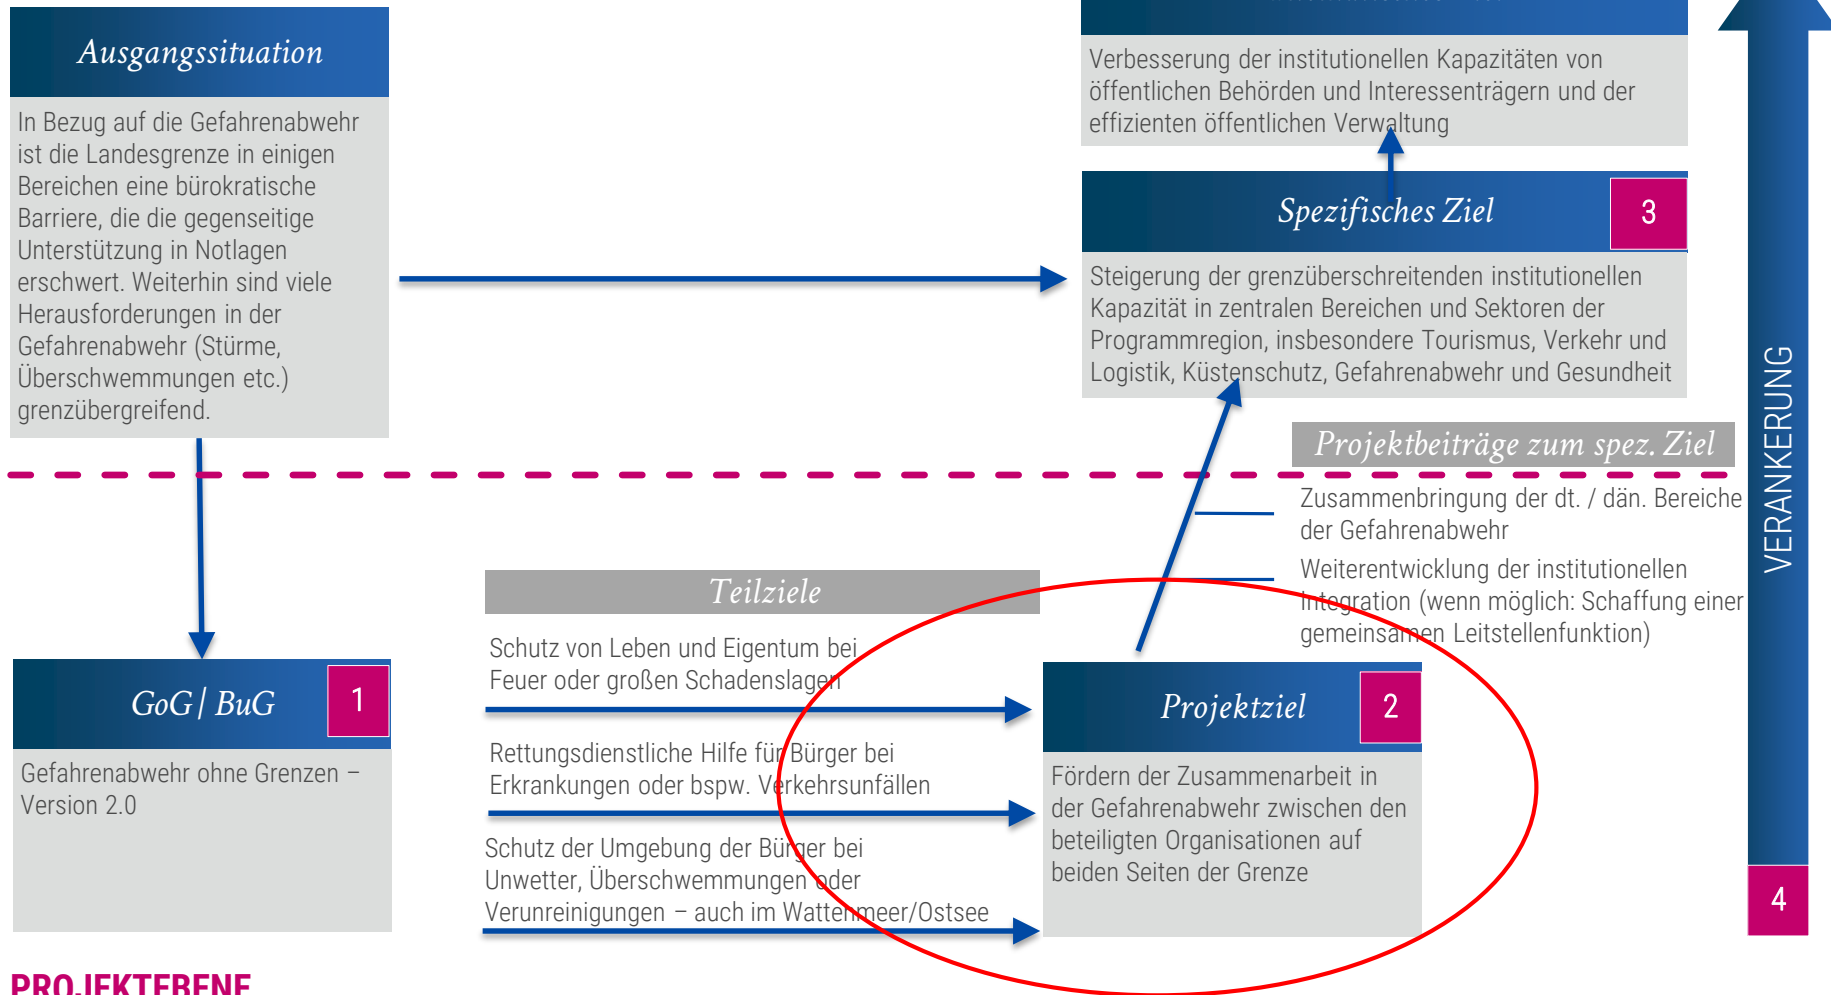 Ausgangssituation
In Bezug auf die Gefahrenabwehr
ist die Landesgrenze in einigen
Bereichen eine bürokratische
Barriere, die die gegenseitige
Unterstützung in Notlagen
erschwert. Weiterhin sind viele
Herausforderungen in der
Gefahrenabwehr (Stürme,
Überschwemmungen etc.)
grenzübergreifend.
Verbesserung der institutionellen Kapazitäten von
öffentlichen Behörden und Interessenträgern und der
effizienten öffentlichen Verwaltung
Spezifisches Ziel
3
Steigerung der grenzüberschreitenden institutionellen
Kapazität in zentralen Bereichen und Sektoren der
Programmregion, insbesondere Tourismus, Verkehr und
Logistik, Küstenschutz, Gefahrenabwehr und Gesundheit
Projektbeiträge zum spez. Ziel
Zusammenbringung der dt. / dän. Bereiche
der Gefahrenabwehr
Weiterentwicklung der institutionellen
Integration (wenn möglich: Schaffung einer
gemeinsamen Leitstellenfunktion)
VERANKERUNG
4
GoG | BuG
1
Gefahrenabwehr ohne Grenzen –
Version 2.0
Teilziele
Schutz von Leben und Eigentum bei
Feuer oder großen Schadenslagen
Rettungsdienstliche Hilfe für Bürger bei
Erkrankungen oder bspw. Verkehrsunfällen
Schutz der Umgebung der Bürger bei
Unwetter, Überschwemmungen oder
Verunreinigungen – auch im Wattenmeer/Ostsee
Projektziel
2
Fördern der Zusammenarbeit in
der Gefahrenabwehr zwischen den
beteiligten Organisationen auf
beiden Seiten der Grenze
PROJEKTEBENE